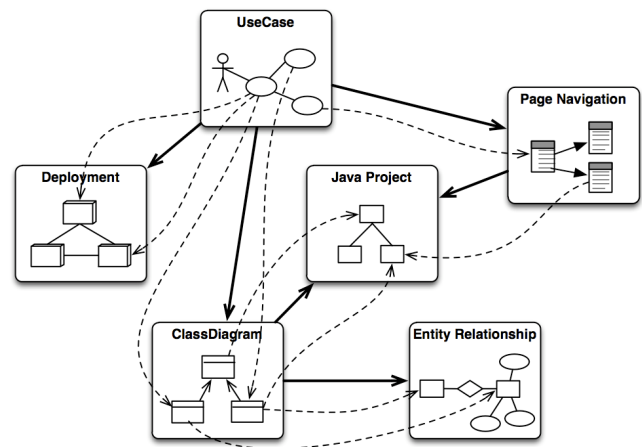 UseCase
Page Navigation
Deployment
Java Project
ClassDiagram
Entity Relationship